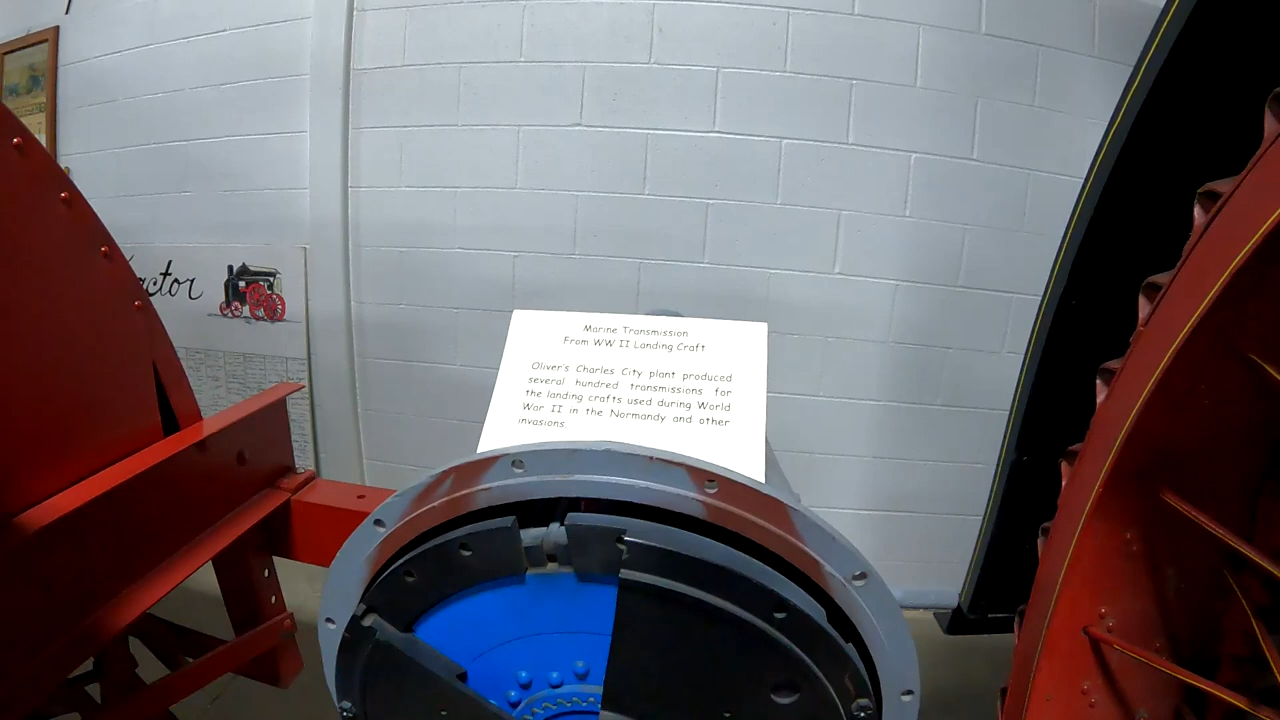 actor
Marine Transmission
From WW II Landing Craft
Oliver's Charles City plant produced
several hundred transmissions for
the landing crafts used during World
War II in the Normandy and other
invasions.